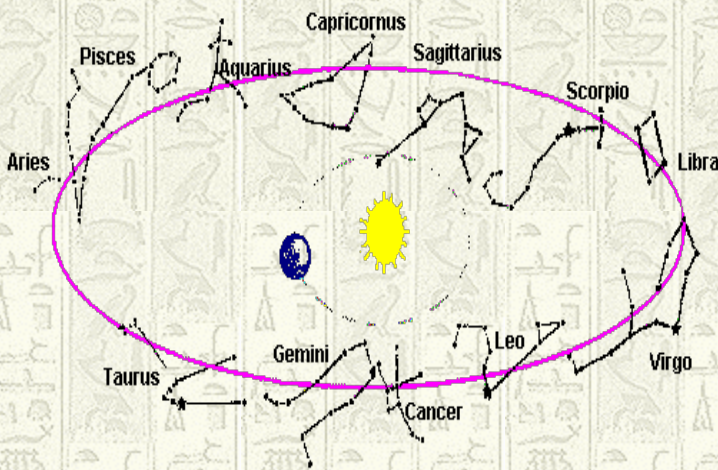 Capricornus
Pisces
Aquarius
Sagittarius
Scorpio
Aries
Libra
Taurus
Gemini
Leo
Virgo
Cancer